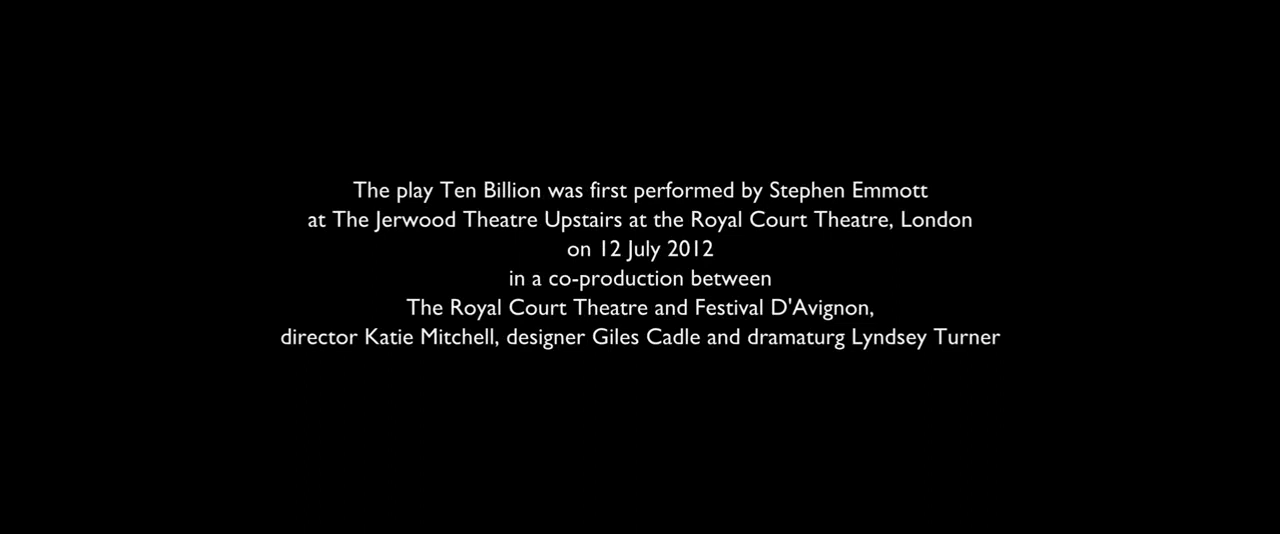 The play Ten Billion was first performed by Stephen Emmott
at The Jerwood Theatre Upstairs at the Royal Court Theatre, London
on 12 July 2012
in a co-production between
The Royal Court Theatre and Festival D'Avignon,
director Katie Mitchell, designer Giles Cadle and dramaturg Lyndsey Turner